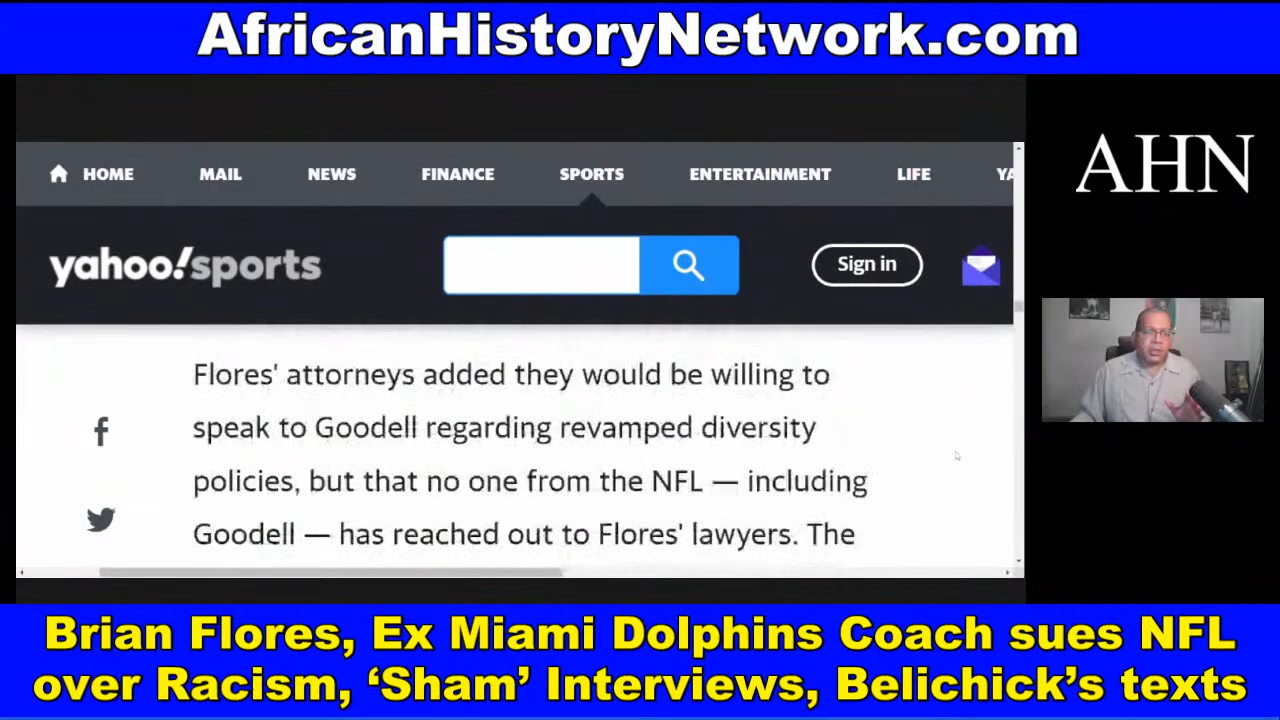 AfricanHistoryNetwork.com
HOME MAIL NEWS FINANCE SPORTS ENTERTAINMENT LIFE YA
AHN
yahoo!sports
Sign in
Flores' attorneys added they would be willing to
speak to Goodell regarding revamped diversity
policies, but that no one from the NFL — including
Goodell — has reached out to Flores' lawyers. The
Brian Flores, Ex Miami Dolphins Coach sues NFL
over Racism, ‘Sham’ Interviews, Belichick’s texts